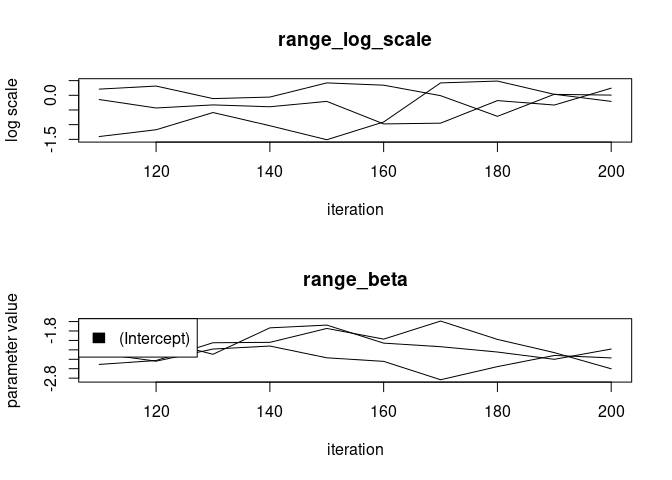 range_log_scale
log scale
0.0
-1.5
120 140 160 180 200
iteration
range_beta
parameter value
-1.8
-2.8
(Intercept)
120 140 160 180 200
iteration